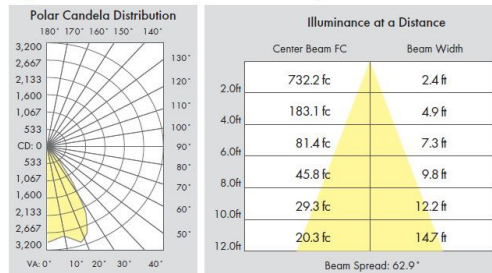 Polar Candela Distribution
180° 170° 160° 150° 140°
3,200
2,667
2,133
1,600
1,067
533
CD: 0
533
1,067
1,600
2,133
2,667
3,200
130°
120°
110°
100°
90°
80°
70°
60°
50°
VA: 0° 10° 20° 30° 40°
Illuminance at a Distance
Center Beam FC Beam Width
2.0ft 732.2 fc 2.4 ft
4.0ft 183.1 fc 4.9 ft
6.0ft 81.4 fc 7.3 ft
8.0ft 45.8 fc 9.8 ft
10.0ft 29.3 fc 12.2 ft
12.0ft 20.3 fc 14.7 ft
Beam Spread: 62.9°